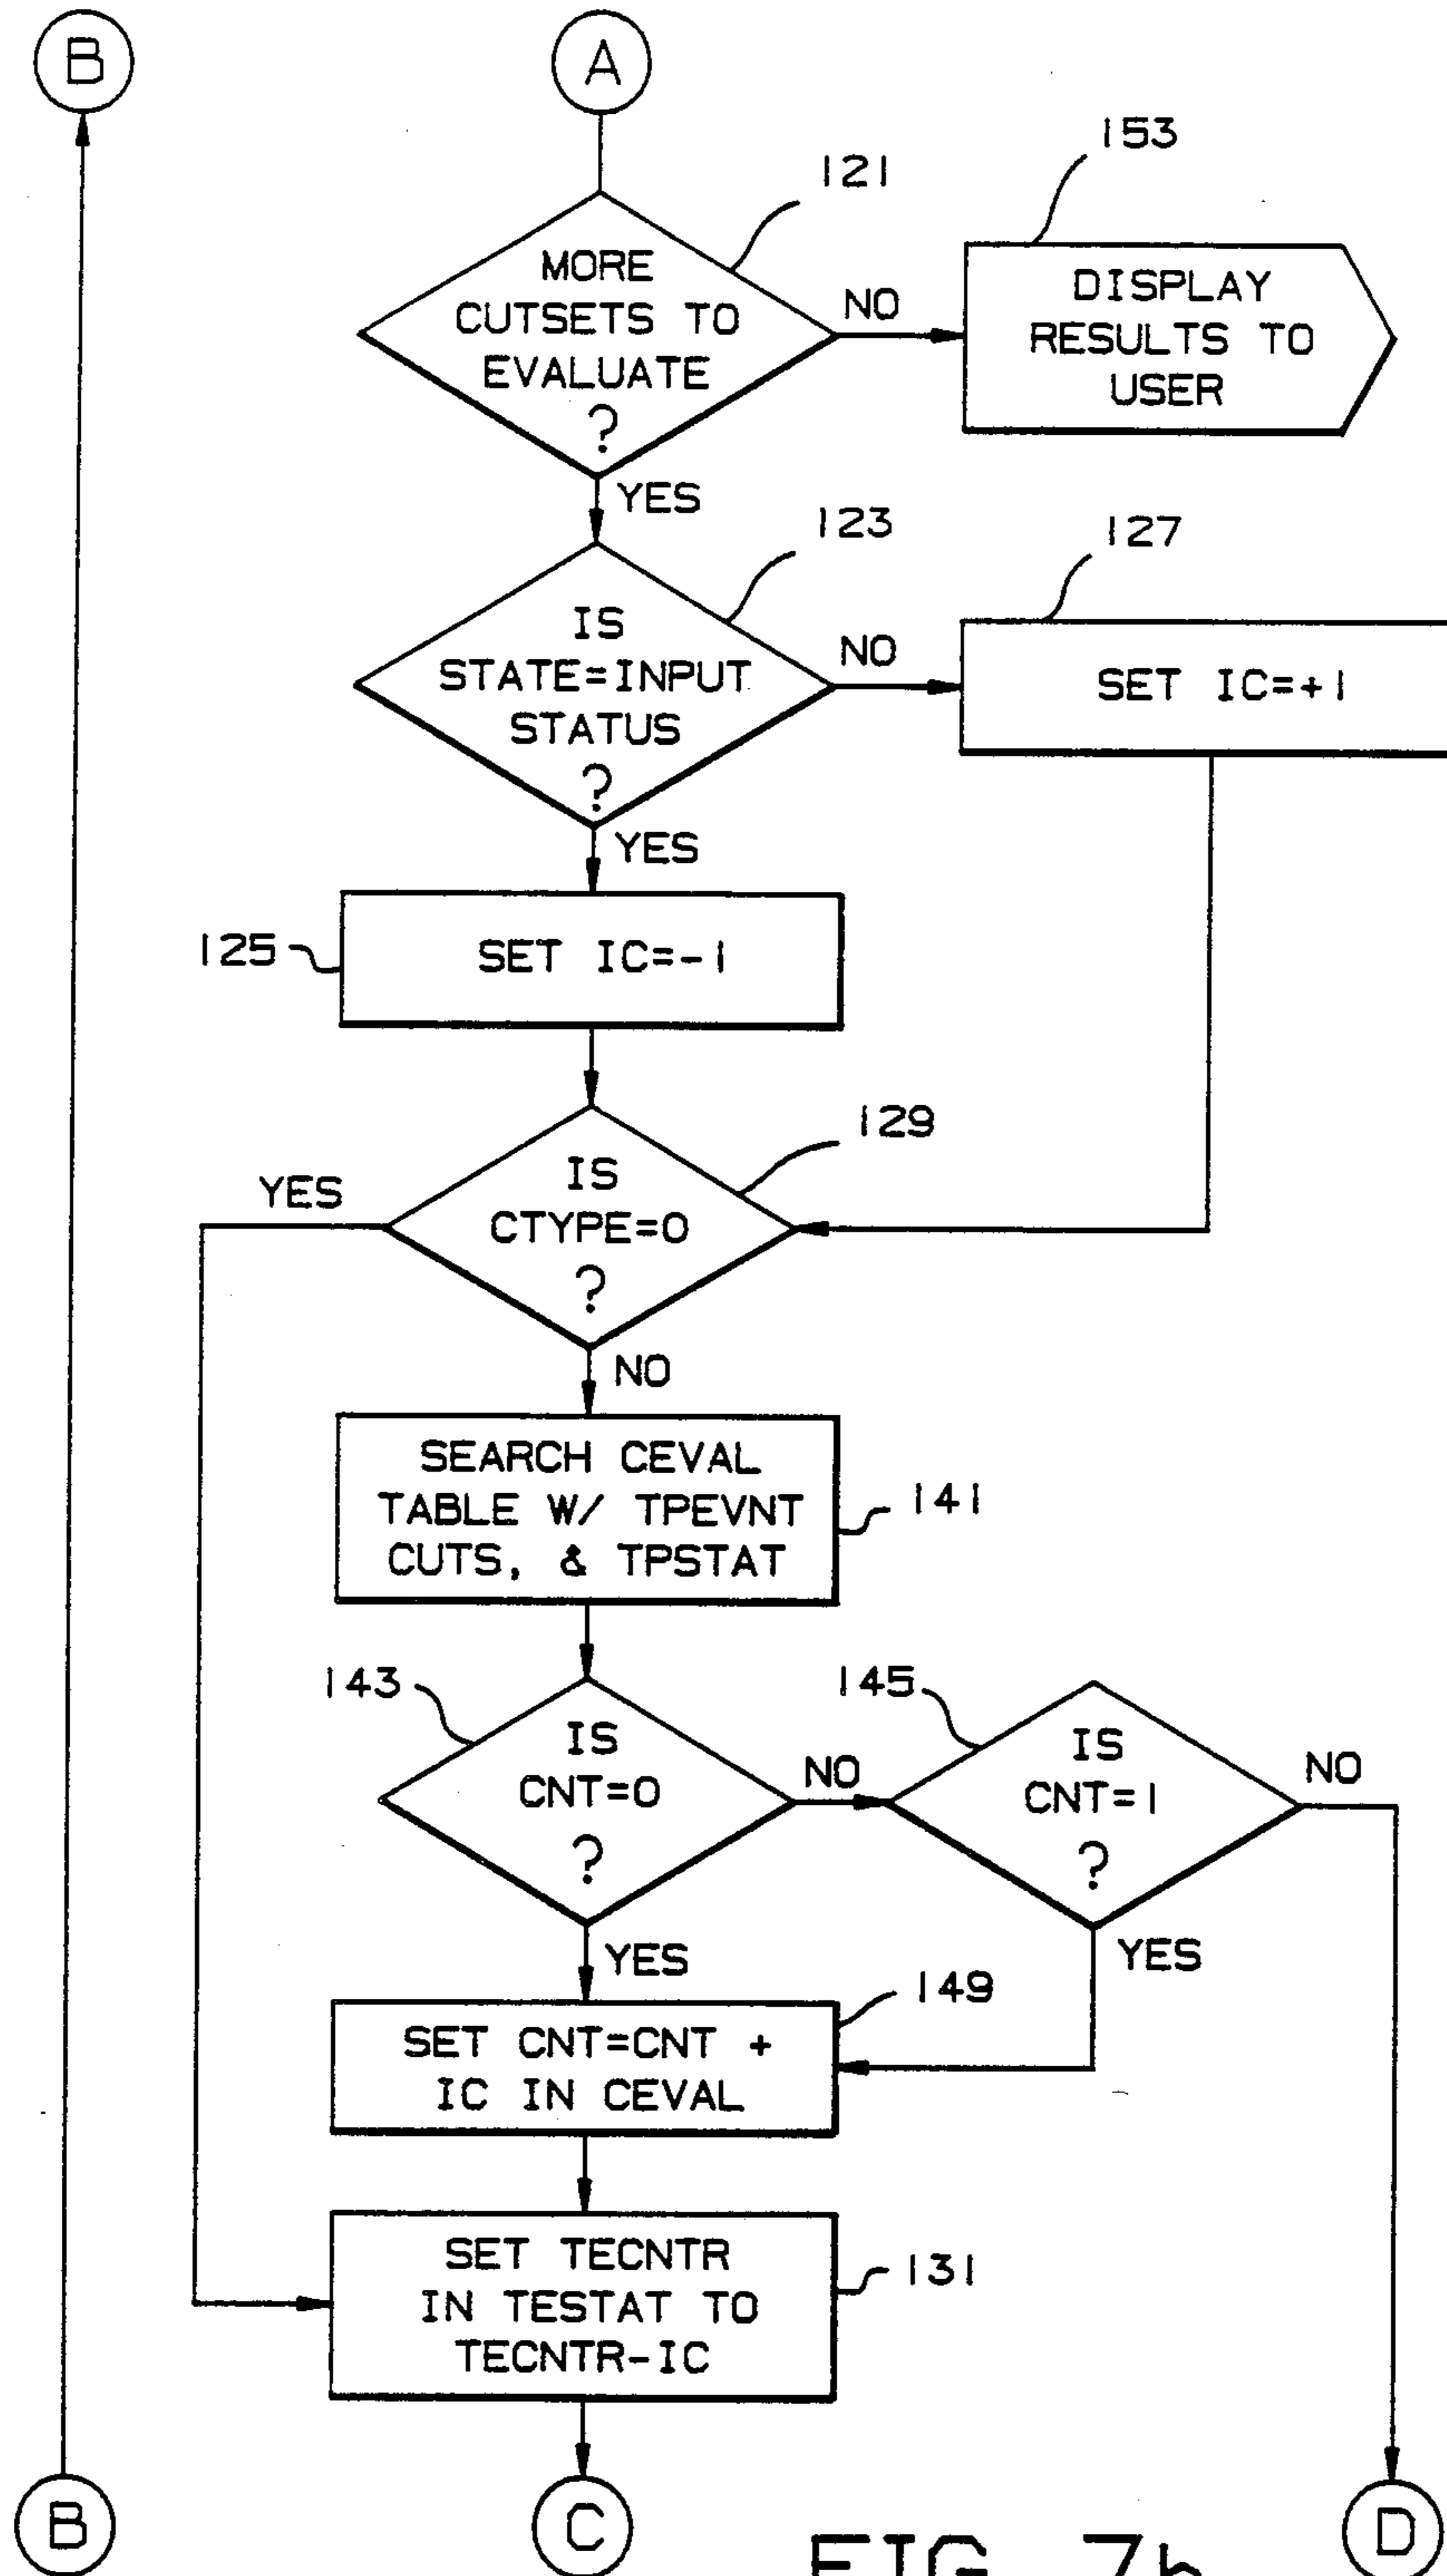 B
A
153
121
MORE
CUTSETS TO
EVALUATE
?
NO
DISPLAY
RESULTS TO
USER
YES
123
127
IS
STATE=INPUT
STATUS
?
NO
SET IC=+1
YES
125
SET IC=-1
129
YES
IS
CTYPE=0
?
NO
SEARCH CEVAL
TABLE W/ TPEVNT
CUTS, & TPSTAT
141
143
IS
CNT=0
?
NO
145
IS
CNT=1
?
NO
YES
YES
149
SET CNT=CNT +
IC IN CEVAL
SET TECNTR
IN TESTAT TO
TECNTR-IC
131
B
C
D
FIG. 7b